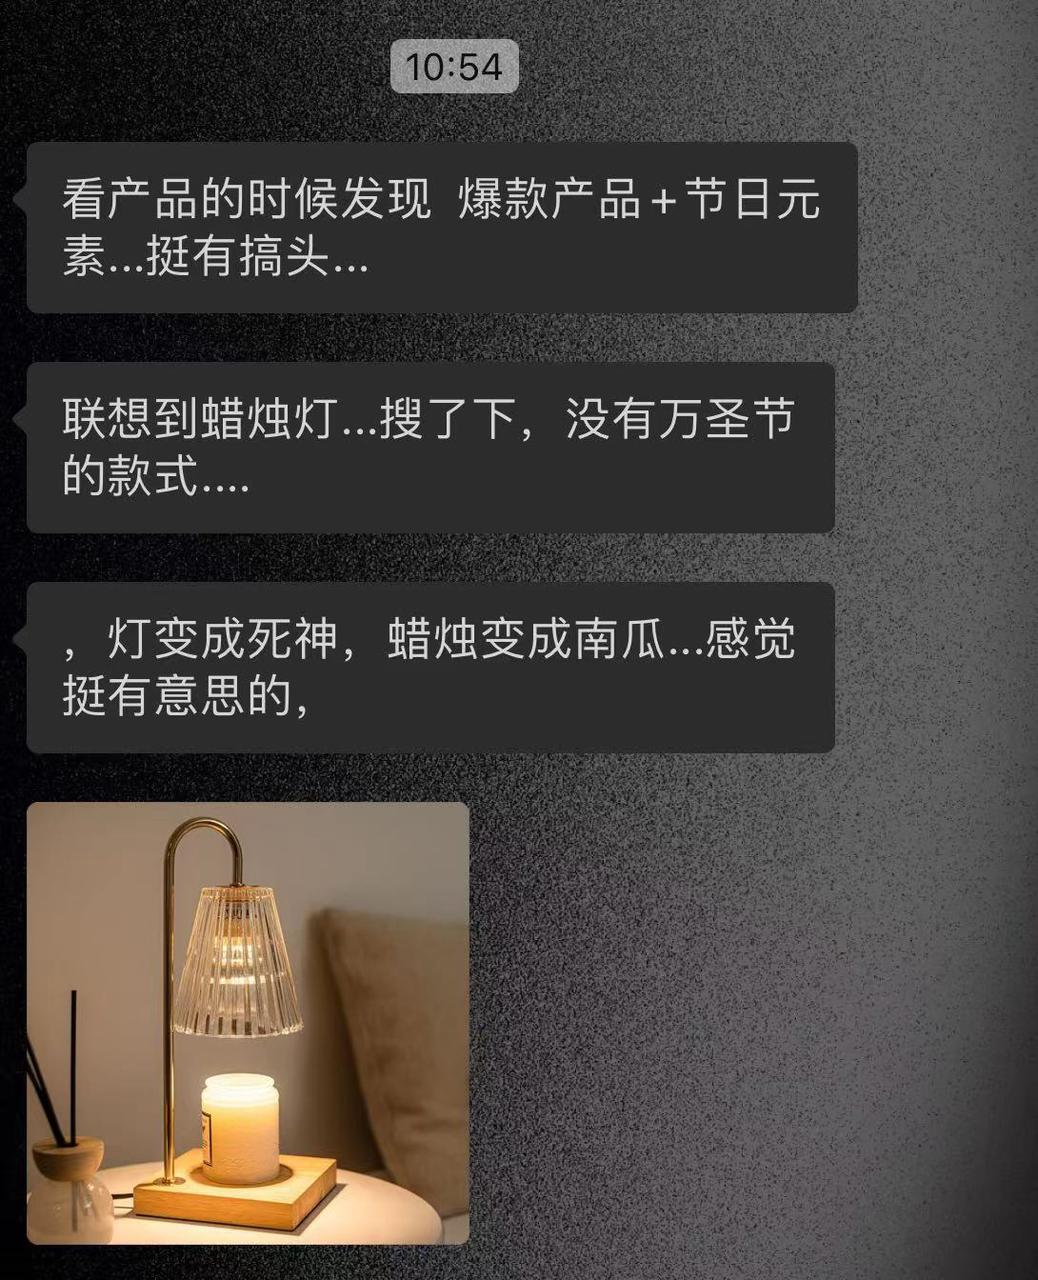 10:54
看产品的时候发现  爆款产品+节日元
素...挺有搞头...
联想到蜡烛灯...搜了下，没有万圣节
的款式....
，灯变成死神，蜡烛变成南瓜...感觉
挺有意思的，